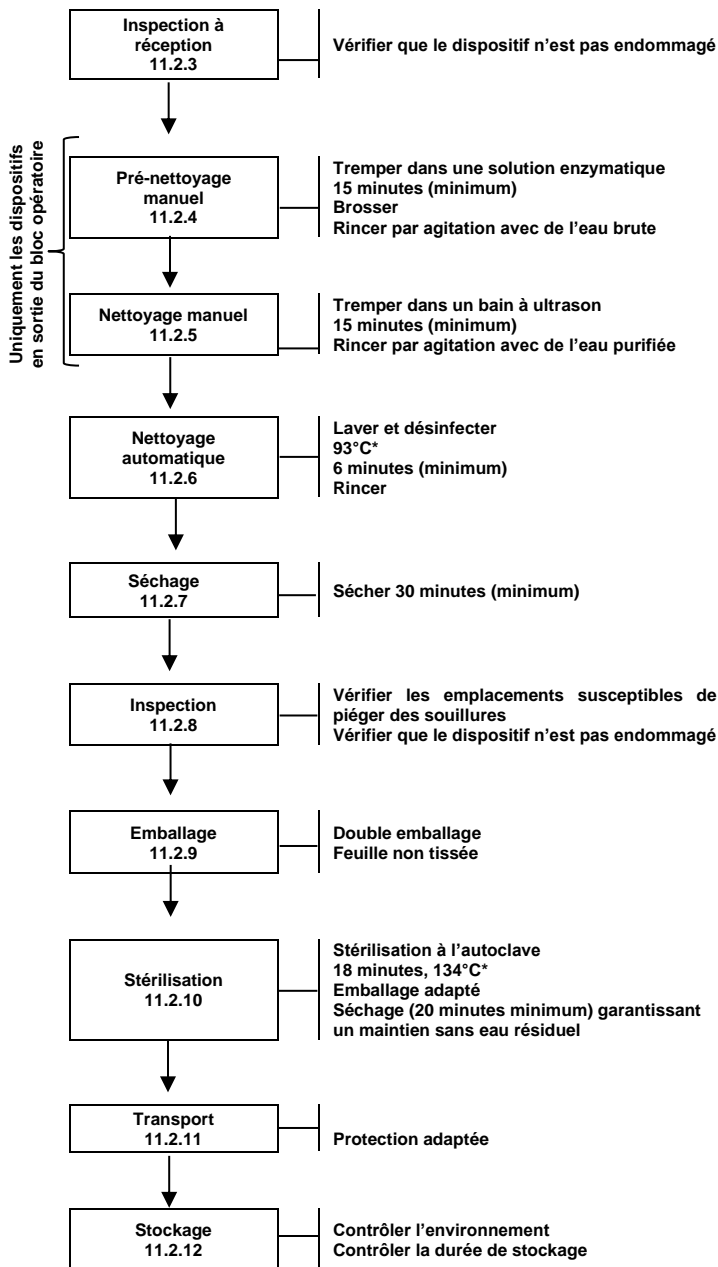 Inspection à
réception
11.2.3
Vérifier que le dispositif n'est pas endommagé
Uniquement les dispositifs
en sortie du bloc opératoire
Pré-nettoyage
manuel
11.2.4
Tremper dans une solution enzymatique
15 minutes (minimum)
Brosser
Rincer par agitation avec de l'eau brute
Nettoyage manuel
11.2.5
Tremper dans un bain à ultrason
15 minutes (minimum)
Rincer par agitation avec de l'eau purifiée
Nettoyage
automatique
11.2.6
Laver et désinfecter
93°C*
6 minutes (minimum)
Rincer
Séchage
11.2.7
Sécher 30 minutes (minimum)
Inspection
11.2.8
Vérifier les emplacements susceptibles de
piéger des souillures
Vérifier que le dispositif n'est pas endommagé
Emballage
11.2.9
Double emballage
Feuille non tissée
Stérilisation
11.2.10
Stérilisation à l'autoclave
18 minutes, 134°C*
Emballage adapté
Séchage (20 minutes minimum) garantissant
un maintien sans eau résiduel
Transport
11.2.11
Protection adaptée
Stockage
11.2.12
Contrôler l'environnement
Contrôler la durée de stockage